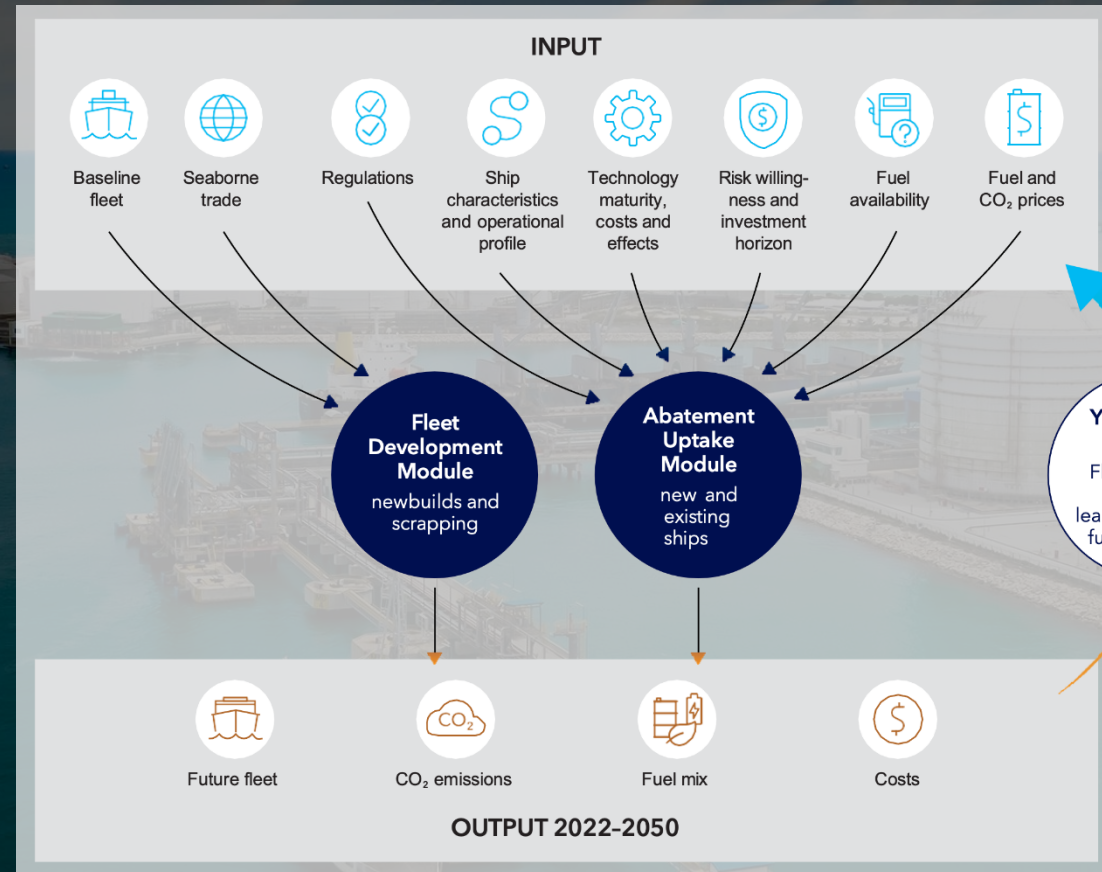 INPUT
Baseline
fleet
Seaborne
trade
Regulations
Ship
characteristics
and operational
profile
Technology
maturity,
costs and
effects
Risk willing-
ness and
investment
horizon
Fuel
availability
Fuel and
CO₂ prices
Fleet
Development
Module
newbuilds and
scrapping
Abatement
Uptake
Module
new and
existing
ships
Future fleet
CO₂
CO₂ emissions
Fuel mix
Costs
OUTPUT 2022–2050